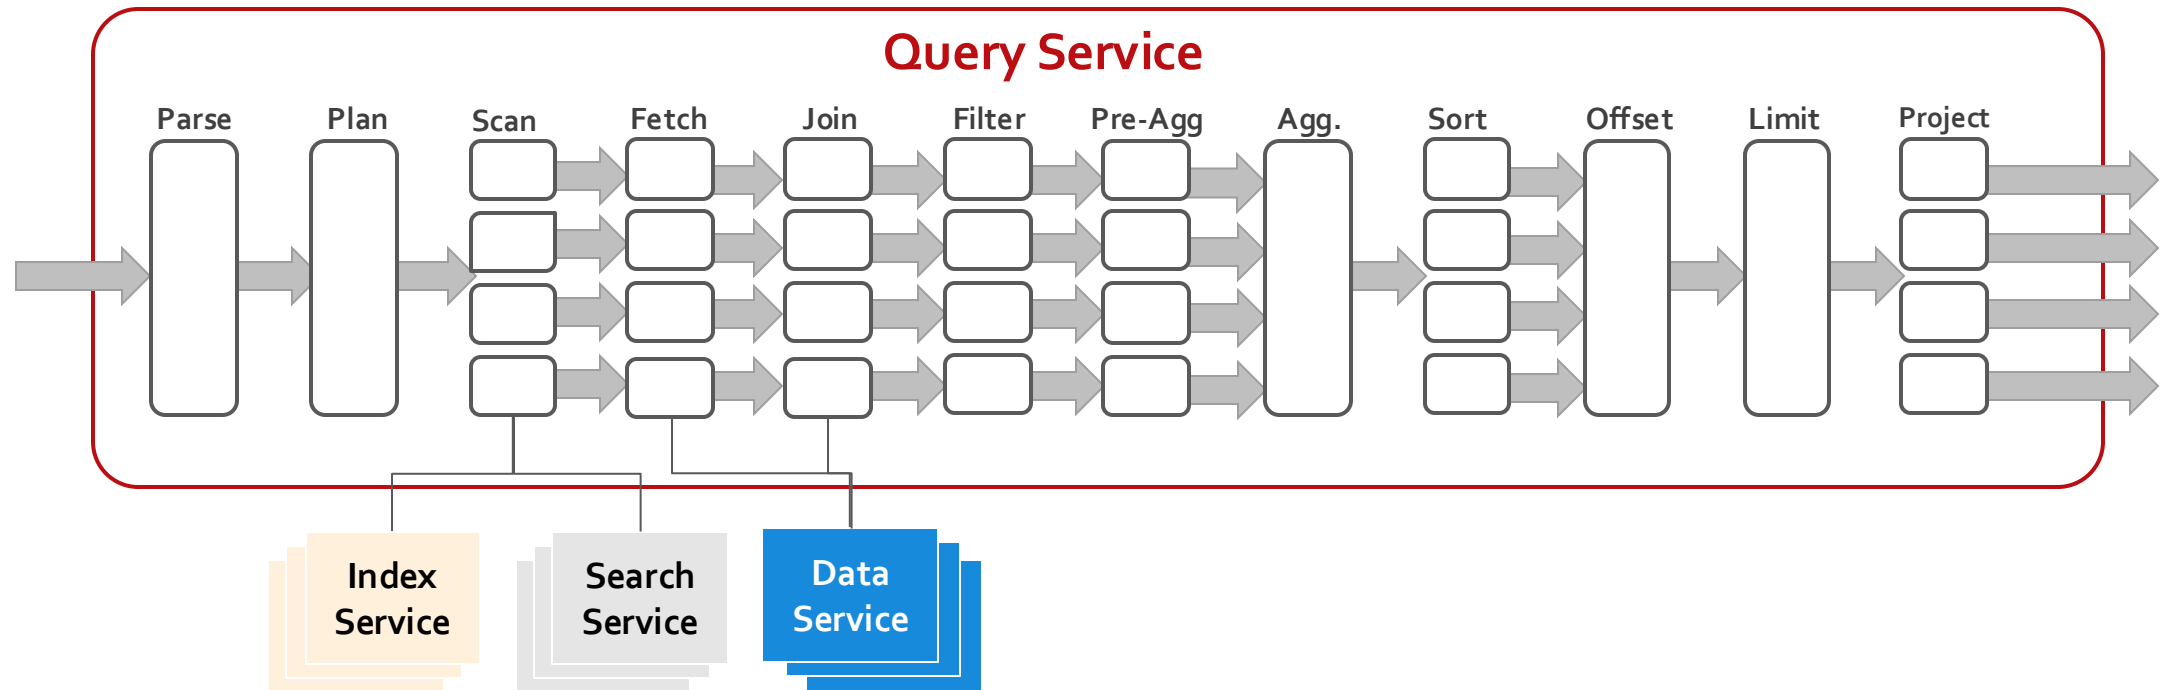 Query Service
Parse
Plan
Scan
Fetch
Join
Filter
Pre-Agg
Agg.
Sort
Offset
Limit
Project
Index
Service
Search
Service
Data
Service